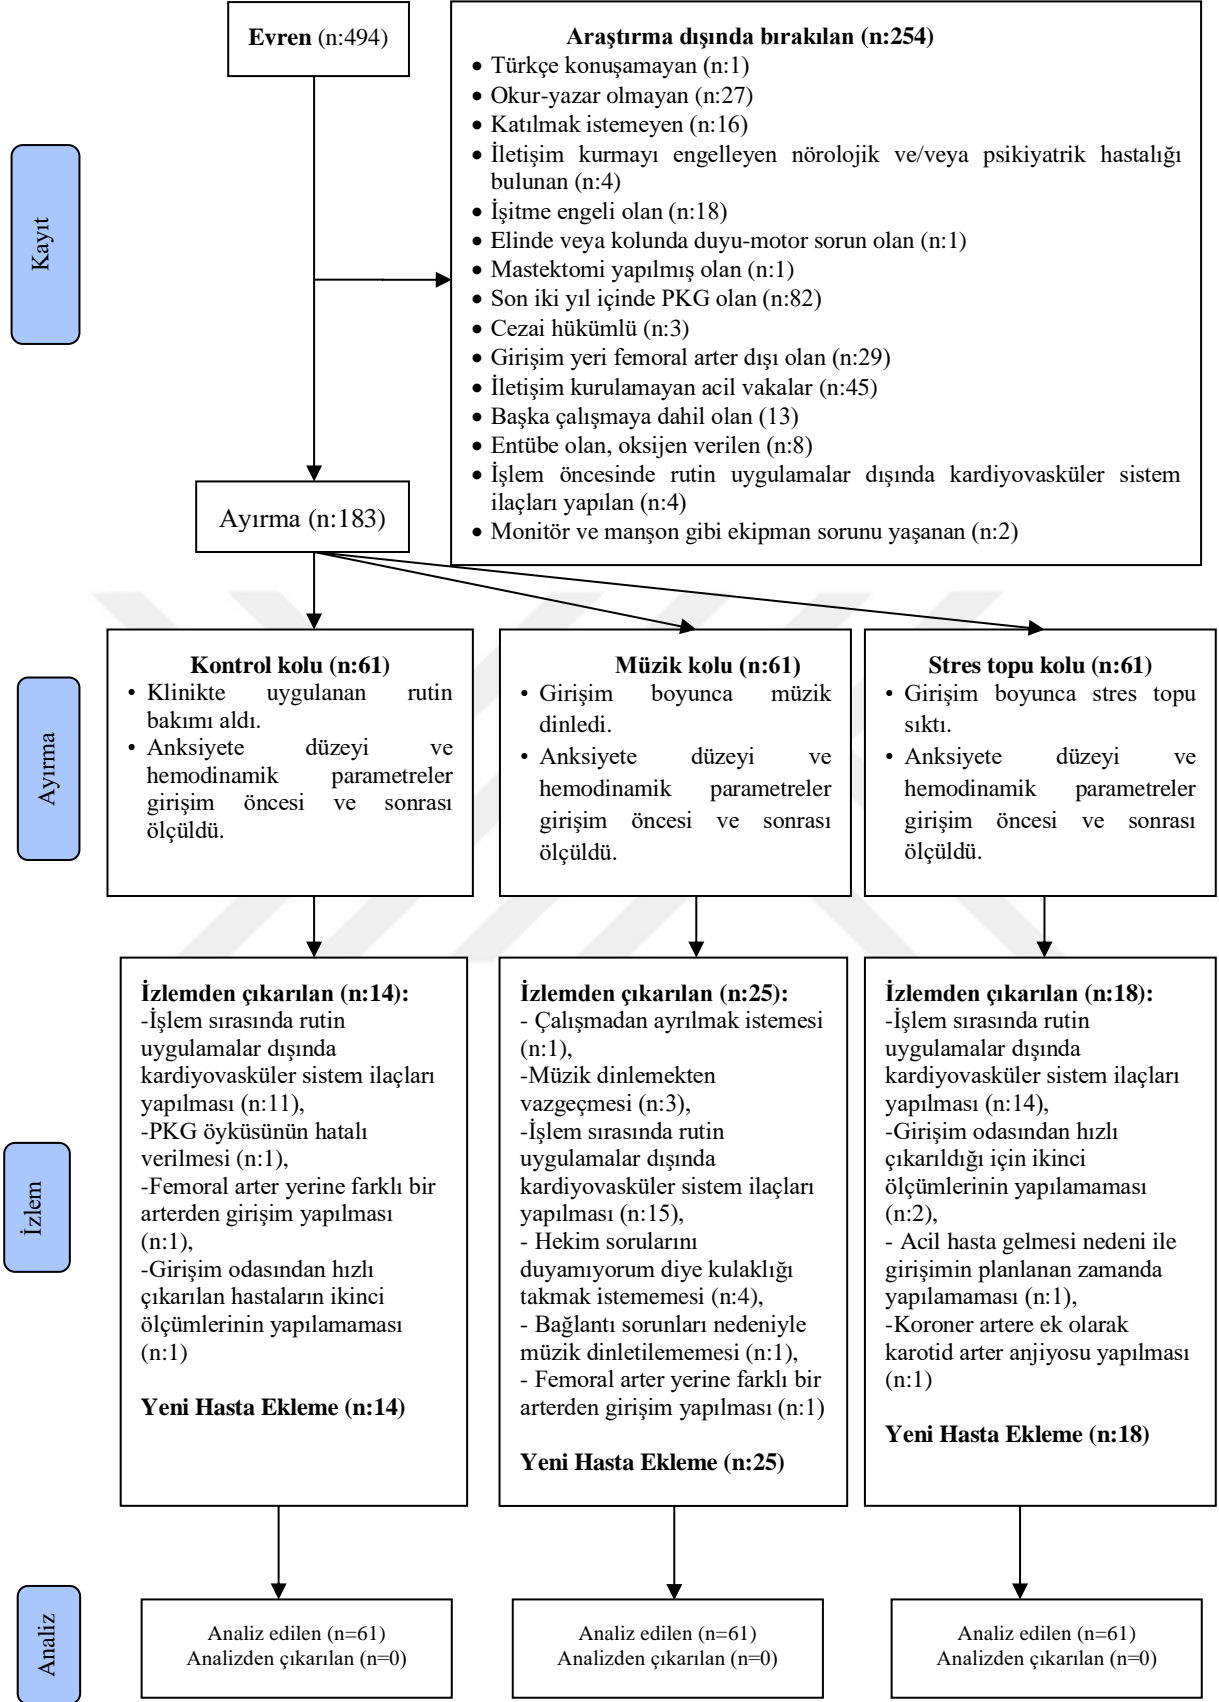 Evren (n:494)
Araştırma dışında bırakılan (n:254)
• Türkçe konuşamayan (n:1)
• Okur-yazar olmayan (n:27)
• Katılmak istemeyen (n:16)
• İletişim kurmayı engelleyen nörolojik ve/veya psikiyatrik hastalığı
bulunan (n:4)
• İşitme engeli olan (n:18)
• Elinde veya kolunda duyu-motor sorun olan (n:1)
• Mastektomi yapılmış olan (n:1)
• Son iki yıl içinde PKG olan (n:82)
• Cezai hükümlü (n:3)
• Girişim yeri femoral arter dışı olan (n:29)
• İletişim kurulamayan acil vakalar (n:45)
• Başka çalışmaya dahil olan (13)
• Entübe olan, oksijen verilen (n:8)
• İşlem öncesinde rutin uygulamalar dışında kardiyovasküler sistem
ilaçları yapılan (n:4)
• Monitör ve manşon gibi ekipman sorunu yaşanan (n:2)
Kayıt
Ayırma (n:183)
Ayırma
Kontrol kolu (n:61)
• Klinikte uygulanan rutin
bakımı aldı.
• Anksiyete düzeyi ve
hemodinamik parametreler
girişim öncesi ve sonrası
ölçüldü.
Müzik kolu (n:61)
• Girişim boyunca müzik
dinledi.
• Anksiyete düzeyi ve
hemodinamik parametreler
girişim öncesi ve sonrası
ölçüldü.
Stres topu kolu (n:61)
• Girişim boyunca stres topu
sıktı.
• Anksiyete düzeyi ve
hemodinamik parametreler
girişim öncesi ve sonrası
ölçüldü.
İzlem
İzlemden çıkarılan (n:14):
-İşlem sırasında rutin
uygulamalar dışında
kardiyovasküler sistem ilaçları
yapılması (n:11),
-PKG öyküsünün hatalı
verilmesi (n:1),
-Femoral arter yerine farklı bir
arterden girişim yapılması
(n:1),
-Girişim odasından hızlı
çıkarılan hastaların ikinci
ölçümlerinin yapılamaması
(n:1)
Yeni Hasta Ekleme (n:14)
İzlemden çıkarılan (n:25):
- Çalışmadan ayrılmak istemesi
(n:1),
-Müzik dinlemekten
vazgeçmesi (n:3),
-İşlem sırasında rutin
uygulamalar dışında
kardiyovasküler sistem ilaçları
yapılması (n:15),
- Hekim sorularını
duyamıyorum diye kulaklığı
takmak istememesi (n:4),
- Bağlantı sorunları nedeniyle
müzik dinletilememesi (n:1),
- Femoral arter yerine farklı bir
arterden girişim yapılması (n:1)
Yeni Hasta Ekleme (n:25)
İzlemden çıkarılan (n:18):
-İşlem sırasında rutin
uygulamalar dışında
kardiyovasküler sistem ilaçları
yapılması (n:14),
-Girişim odasından hızlı
çıkarıldığı için ikinci
ölçümlerinin yapılamaması
(n:2),
- Acil hasta gelmesi nedeni ile
girişimin planlanan zamanda
yapılamaması (n:1),
-Koroner artere ek olarak
karotid arter anjiyosu yapılması
(n:1)
Yeni Hasta Ekleme (n:18)
Analiz
Analiz edilen (n=61)
Analizden çıkarılan (n=0)
Analiz edilen (n=61)
Analizden çıkarılan (n=0)
Analiz edilen (n=61)
Analizden çıkarılan (n=0)